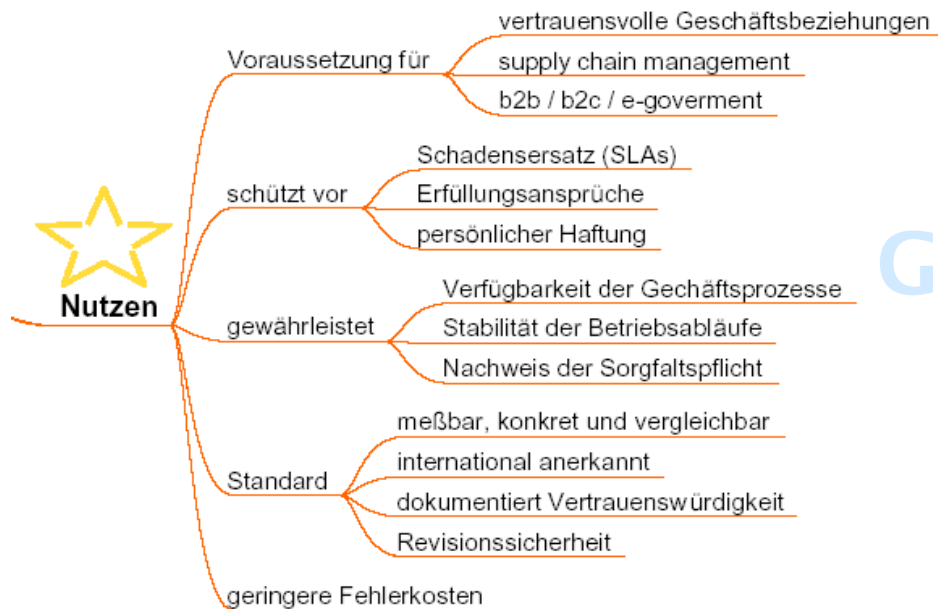 Nutzen
Voraussetzung für
vertrauensvolle Geschäftsbeziehungen
supply chain management
b2b / b2c / e-goverment
schützt vor
Schadensersatz (SLAs)
Erfüllungsansprüche
persönlicher Haftung
gewährleistet
Verfügbarkeit der Gechäftsprozesse
Stabilität der Betriebsabläufe
Nachweis der Sorgfaltspflicht
Standard
meßbar, konkret und vergleichbar
international anerkannt
dokumentiert Vertrauenswürdigkeit
Revisionssicherheit
geringere Fehlerkosten
G